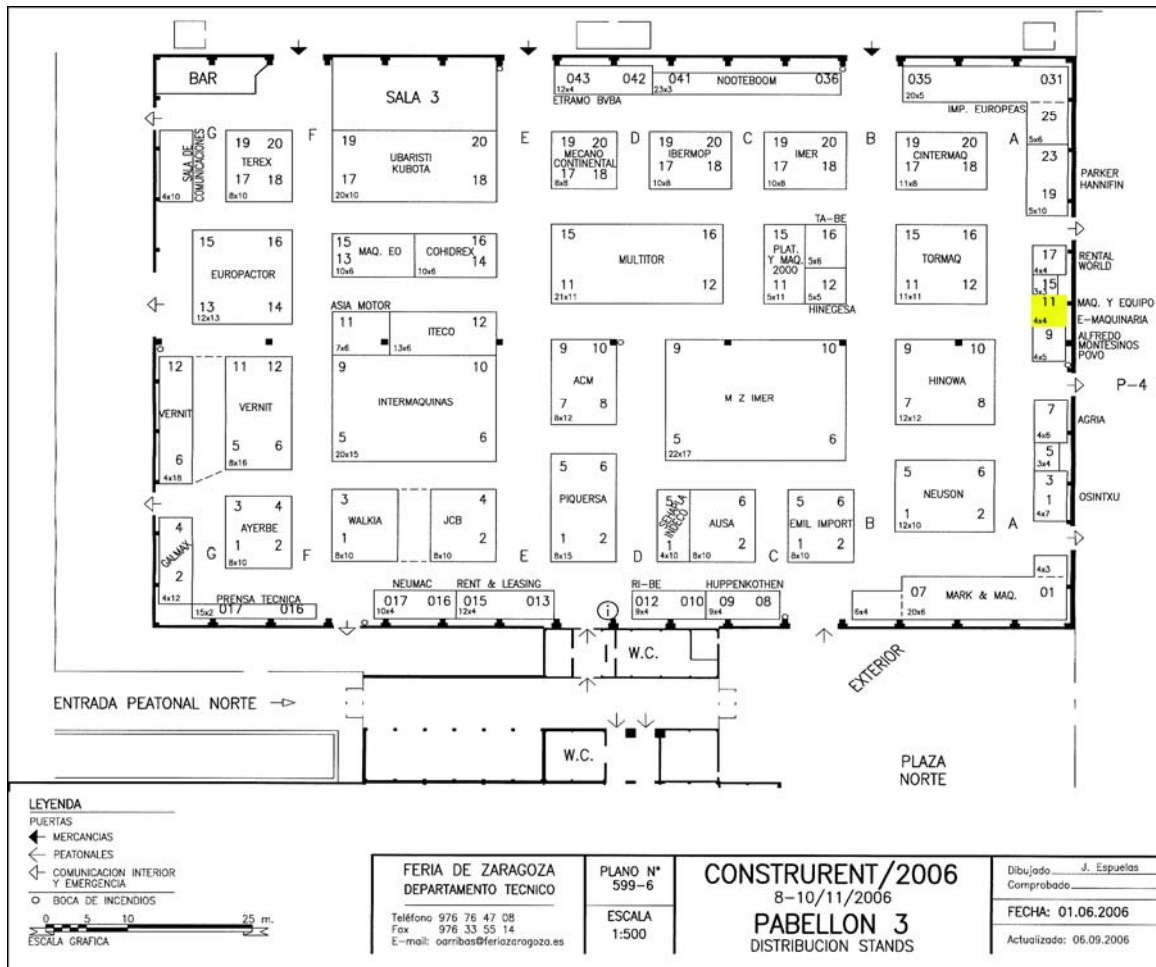 BAR
SALA 3
043 042 041 NOOTEBOOM 036
12x4 23x3
ETRAMO BVBA
035 031
20x5
IMP. EUROPEAS
25
5x6
G F E D C B A
SALA DE COMUNICACIONES
4x10
19 20
TEREX
17 18
8x10
19 20
UBARISTI
KUBOTA
17 18
20x10
19 20
MECANO
CONTINENTAL
17 18
8x8
19 20
IBERMOP
17 18
10x8
19 20
IMER
17 18
10x8
19 20
CINTERMAQ
17 18
11x8
23
19
5x10
PARKER
HANNIFIN
15 16
EUROPACTOR
13 14
12x13
15
MAQ. EO
13
10x6
16
COHIDREX
14
10x6
15 16
MULTITOR
11 12
21x11
TA-BE
15
PLAT.
Y MAQ.
2000
11
5x11
16
5x6
12
5x5
HINEGESA
15 16
TORMAQ
11 12
11x11
17
4x4
RENTAL
WORLD
15
3x3
11
4x4
MAQ. Y EQUIPO
E-MAQUINARIA
9
4x5
ALFREDO
MONTESINOS
POVO
P-4
ASIA MOTOR
11
7x6
ITECO 12
13x6
12
VERNIT
6
4x18
11 12
VERNIT
5 6
8x16
9 10
INTERMAQUINAS
5 6
20x15
9 10
ACM
7 8
8x12
9 10
M Z IMER
5 6
22x17
9 10
HINOWA
7 8
12x12
7
4x6
AGRIA
5
3x4
3
1
4x7
OSINTXU
4
GALMAX
2
4x12
3 4
AYERBE
1 2
8x10
3
WALKIA
1
8x10
4
JCB
2
8x10
5 6
PIQUERSA
1 2
8x15
5
SEHAPLA
INDECO
1
4x10
6
AUSA
2
8x10
5 6
EMIL IMPORT
1 2
8x10
5 6
NEUSON
1 2
12x10
G F E D C B A
PRENSA TECNICA
15x2 017 016
NEUMAC RENT & LEASING
017 016 015 013
10x4 12x4
i
RI-BE HUPPENKOTHEN
012 010 09 08
9x4 9x4
4x3
07 01
MARK & MAQ.
6x4 20x6
W.C.
EXTERIOR
ENTRADA PEATONAL NORTE
W.C.
PLAZA
NORTE
LEYENDA
PUERTAS
MERCANCIAS
PEATONALES
COMUNICACION INTERIOR
Y EMERGENCIA
BOCA DE INCENDIOS
0 5 10 25 m.
ESCALA GRAFICA
FERIA DE ZARAGOZA
DEPARTAMENTO TECNICO
Teléfono 976 76 47 08
Fax 976 33 55 14
E-mail: oarribas@feriazaragoza.es
PLANO Nº
599-6
ESCALA
1:500
CONSTRURENT/2006
8-10/11/2006
PABELLON 3
DISTRIBUCION STANDS
Dibujado J. Espuelas
Comprobado
FECHA: 01.06.2006
Actualizado: 06.09.2006